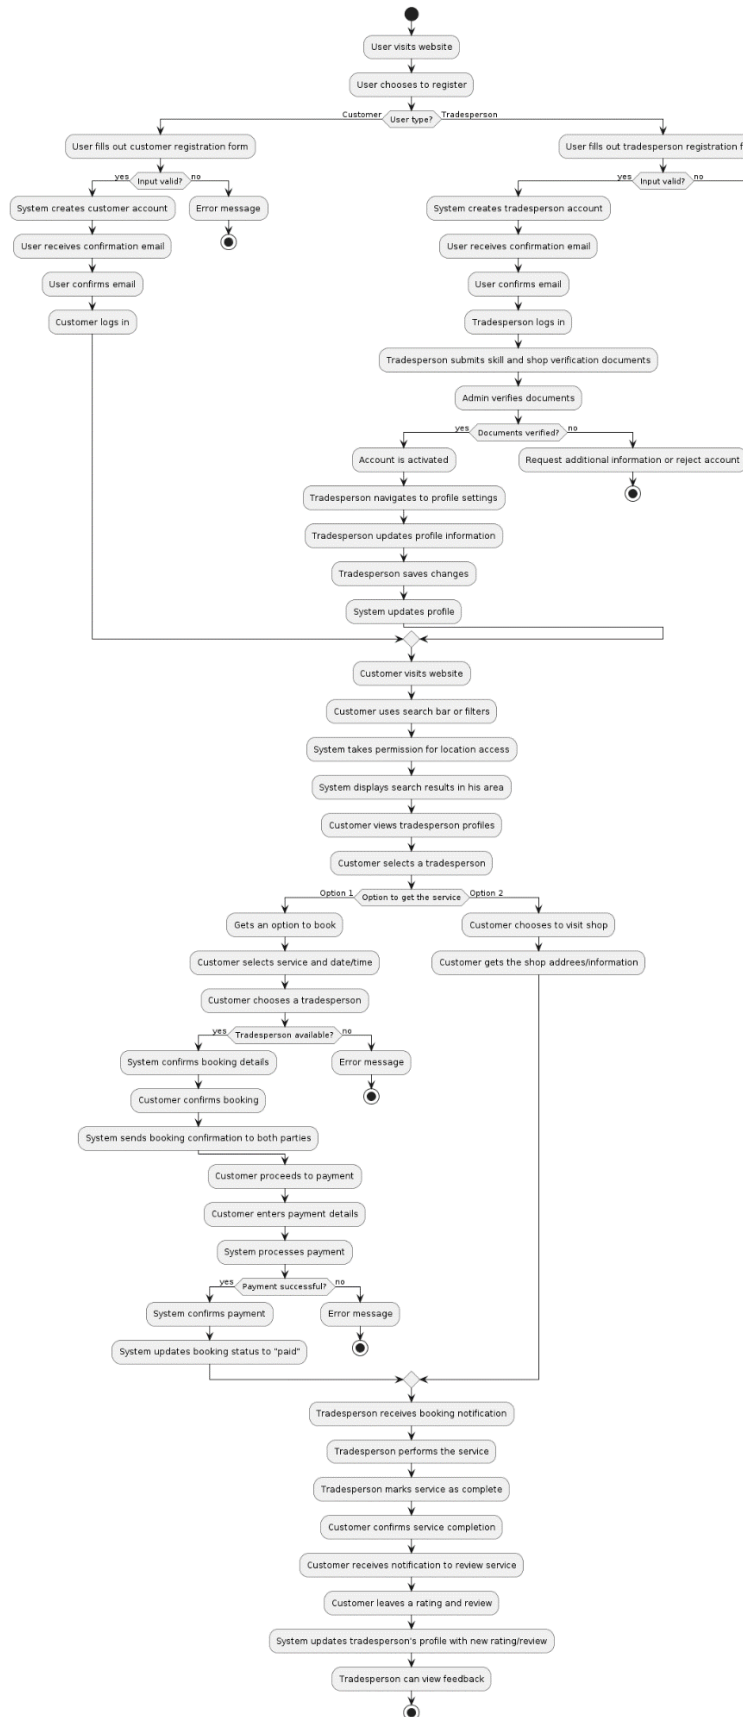 User visits website
User chooses to register
Customer
User type?
Tradesperson
User fills out customer registration form
User fills out tradesperson registration f
yes
Input valid?
no
yes
Input valid?
no
System creates customer account
Error message
System creates tradesperson account
User receives confirmation email
User receives confirmation email
User confirms email
User confirms email
Customer logs in
Tradesperson logs in
Tradesperson submits skill and shop verification documents
Admin verifies documents
yes
Documents verified?
no
Account is activated
Request additional information or reject account
Tradesperson navigates to profile settings
Tradesperson updates profile information
Tradesperson saves changes
System updates profile
Customer visits website
Customer uses search bar or filters
System takes permission for location access
System displays search results in his area
Customer views tradesperson profiles
Customer selects a tradesperson
Option 1
Option to get the service
Option 2
Gets an option to book
Customer chooses to visit shop
Customer selects service and date/time
Customer gets the shop addrees/information
Customer chooses a tradesperson
yes
Tradesperson available?
no
System confirms booking details
Error message
Customer confirms booking
System sends booking confirmation to both parties
Customer proceeds to payment
Customer enters payment details
System processes payment
yes
Payment successful?
no
System confirms payment
Error message
System updates booking status to "paid"
Tradesperson receives booking notification
Tradesperson performs the service
Tradesperson marks service as complete
Customer confirms service completion
Customer receives notification to review service
Customer leaves a rating and review
System updates tradesperson's profile with new rating/review
Tradesperson can view feedback